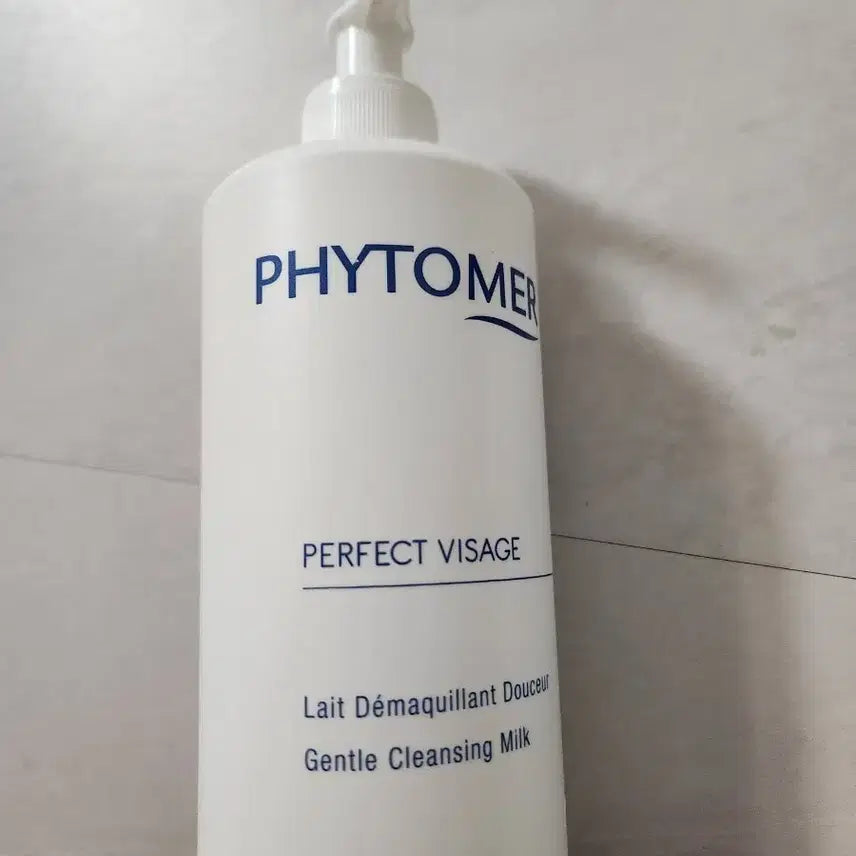 PHYTOMER
PERFECT VISAGE
Lait Démaquillant Douceur
Gentle Cleansing Milk